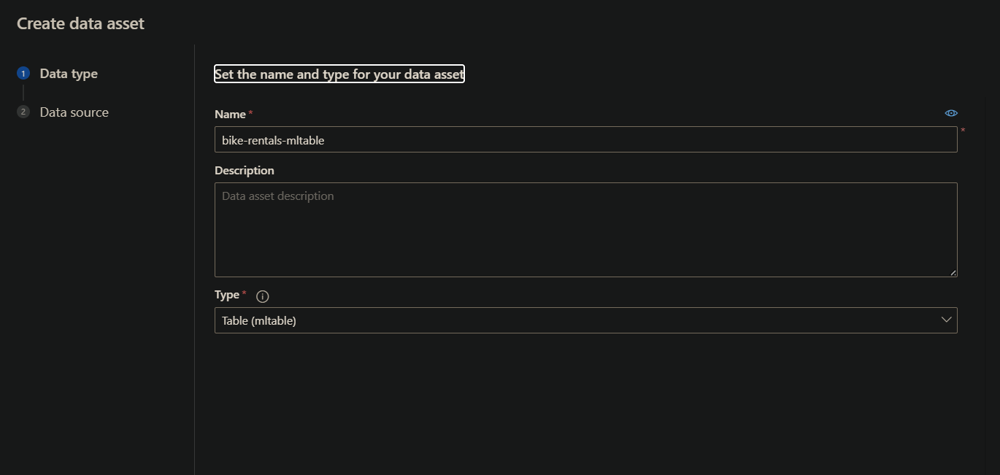 Create data asset
1 Data type
2 Data source
Set the name and type for your data asset
Name *
bike-rentals-mltable *
Description
Data asset description
Type *
Table (mltable)